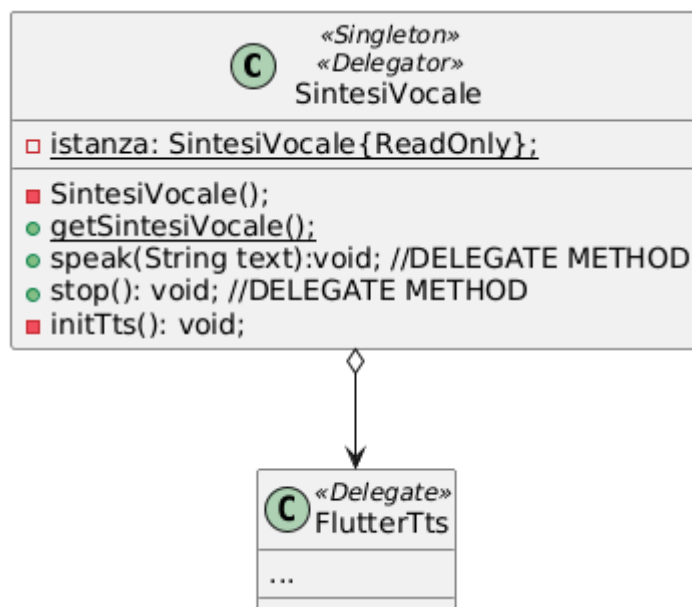 C
«Singleton»
«Delegator»
SintesiVocale
istanza: SintesiVocale{ReadOnly};
SintesiVocale();
getSintesiVocale();
speak(String text):void; //DELEGATE METHOD
stop(): void; //DELEGATE METHOD
initTts(): void;
C
«Delegate»
FlutterTts
...